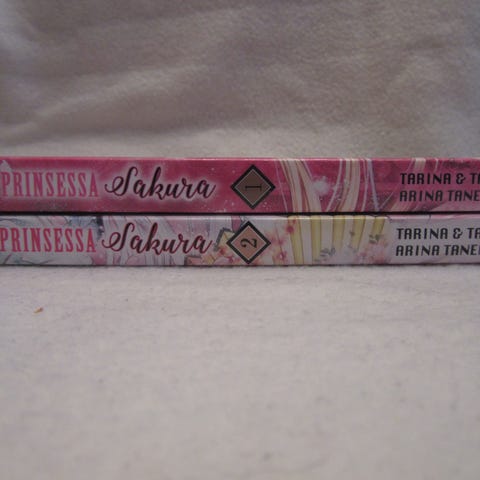 PRINSESSA Sakura 1 TARINA & TA
ARINA TANE
PRINSESSA Sakura 2 TARINA & TA
ARINA TANE